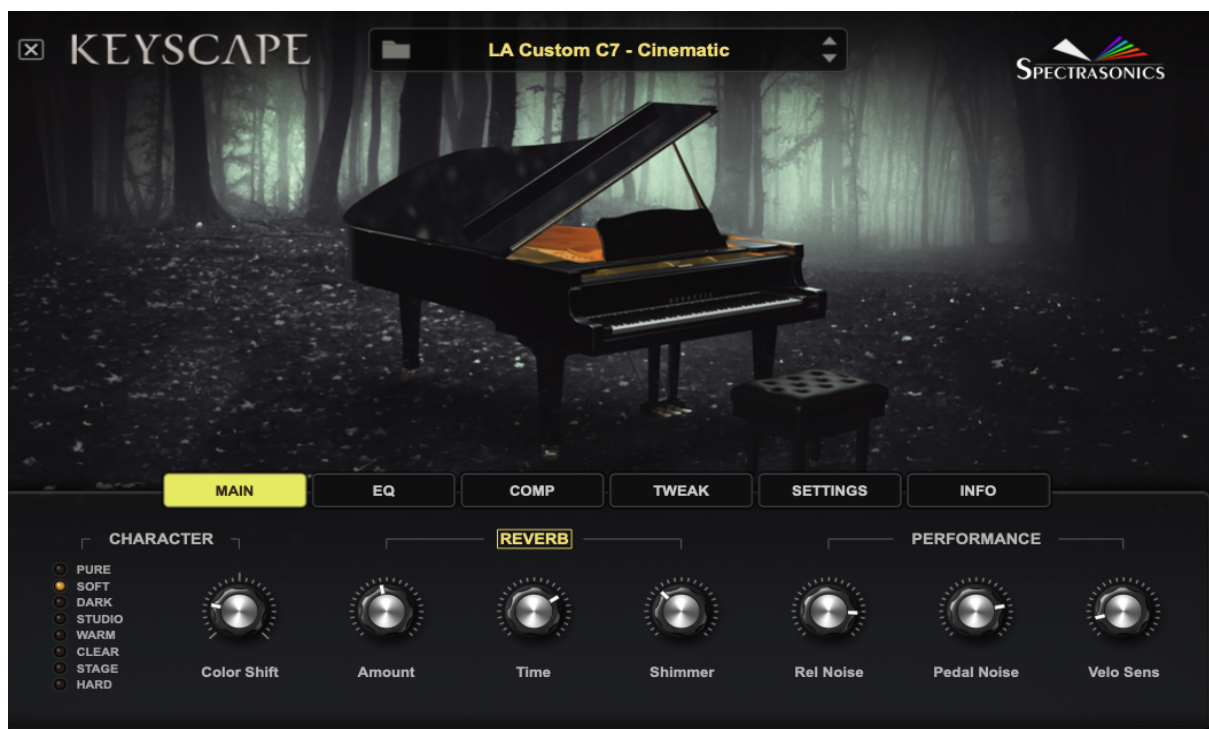 KEYSCAPE
LA Custom C7 - Cinematic
SPECTRASONICS
MAIN
EQ
COMP
TWEAK
SETTINGS
INFO
CHARACTER
REVERB
PERFORMANCE
PURE
SOFT
DARK
STUDIO
WARM
CLEAR
STAGE
HARD
Color Shift
Amount
Time
Shimmer
Rel Noise
Pedal Noise
Velo Sens